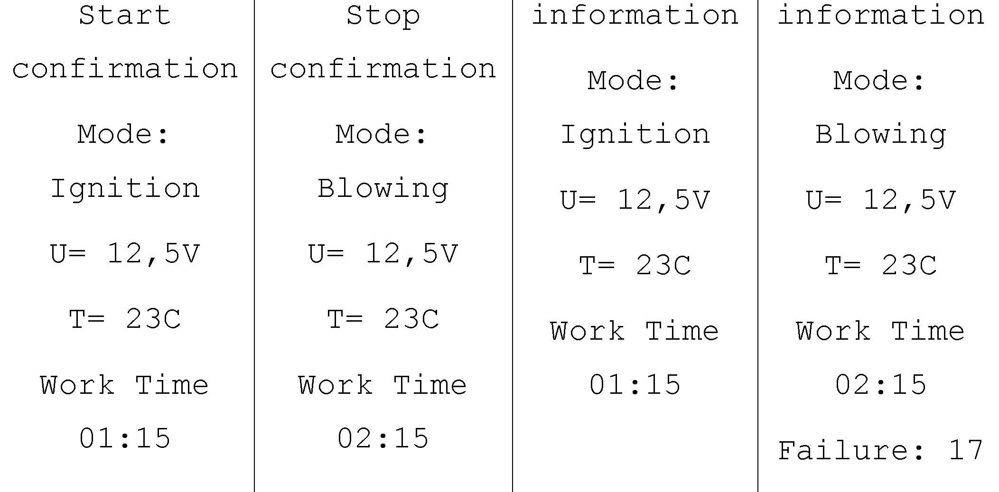 Start
confirmation
Mode:
Ignition
U= 12,5V
T= 23C
Work Time
01:15
Stop
confirmation
Mode:
Blowing
U= 12,5V
T= 23C
Work Time
02:15
information
Mode:
Ignition
U= 12,5V
T= 23C
Work Time
01:15
information
Mode:
Blowing
U= 12,5V
T= 23C
Work Time
02:15
Failure: 17